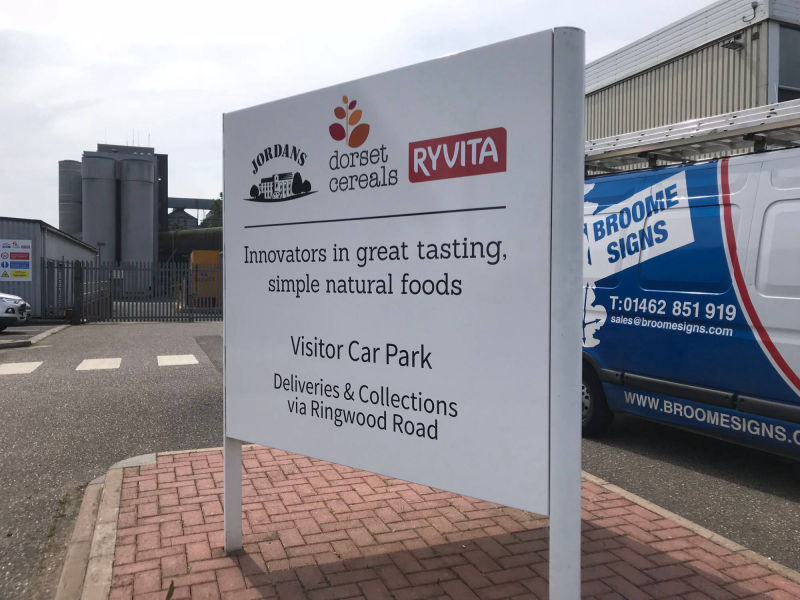 JORDANS
dorset
cereals
RYVITA
Innovators in great tasting,
simple natural foods
Visitor Car Park
Deliveries & Collections
via Ringwood Road
BROOME
SIGNS
T: 01462 851 919
sales@broomesigns.com
WWW.BROOMESIGNS.C